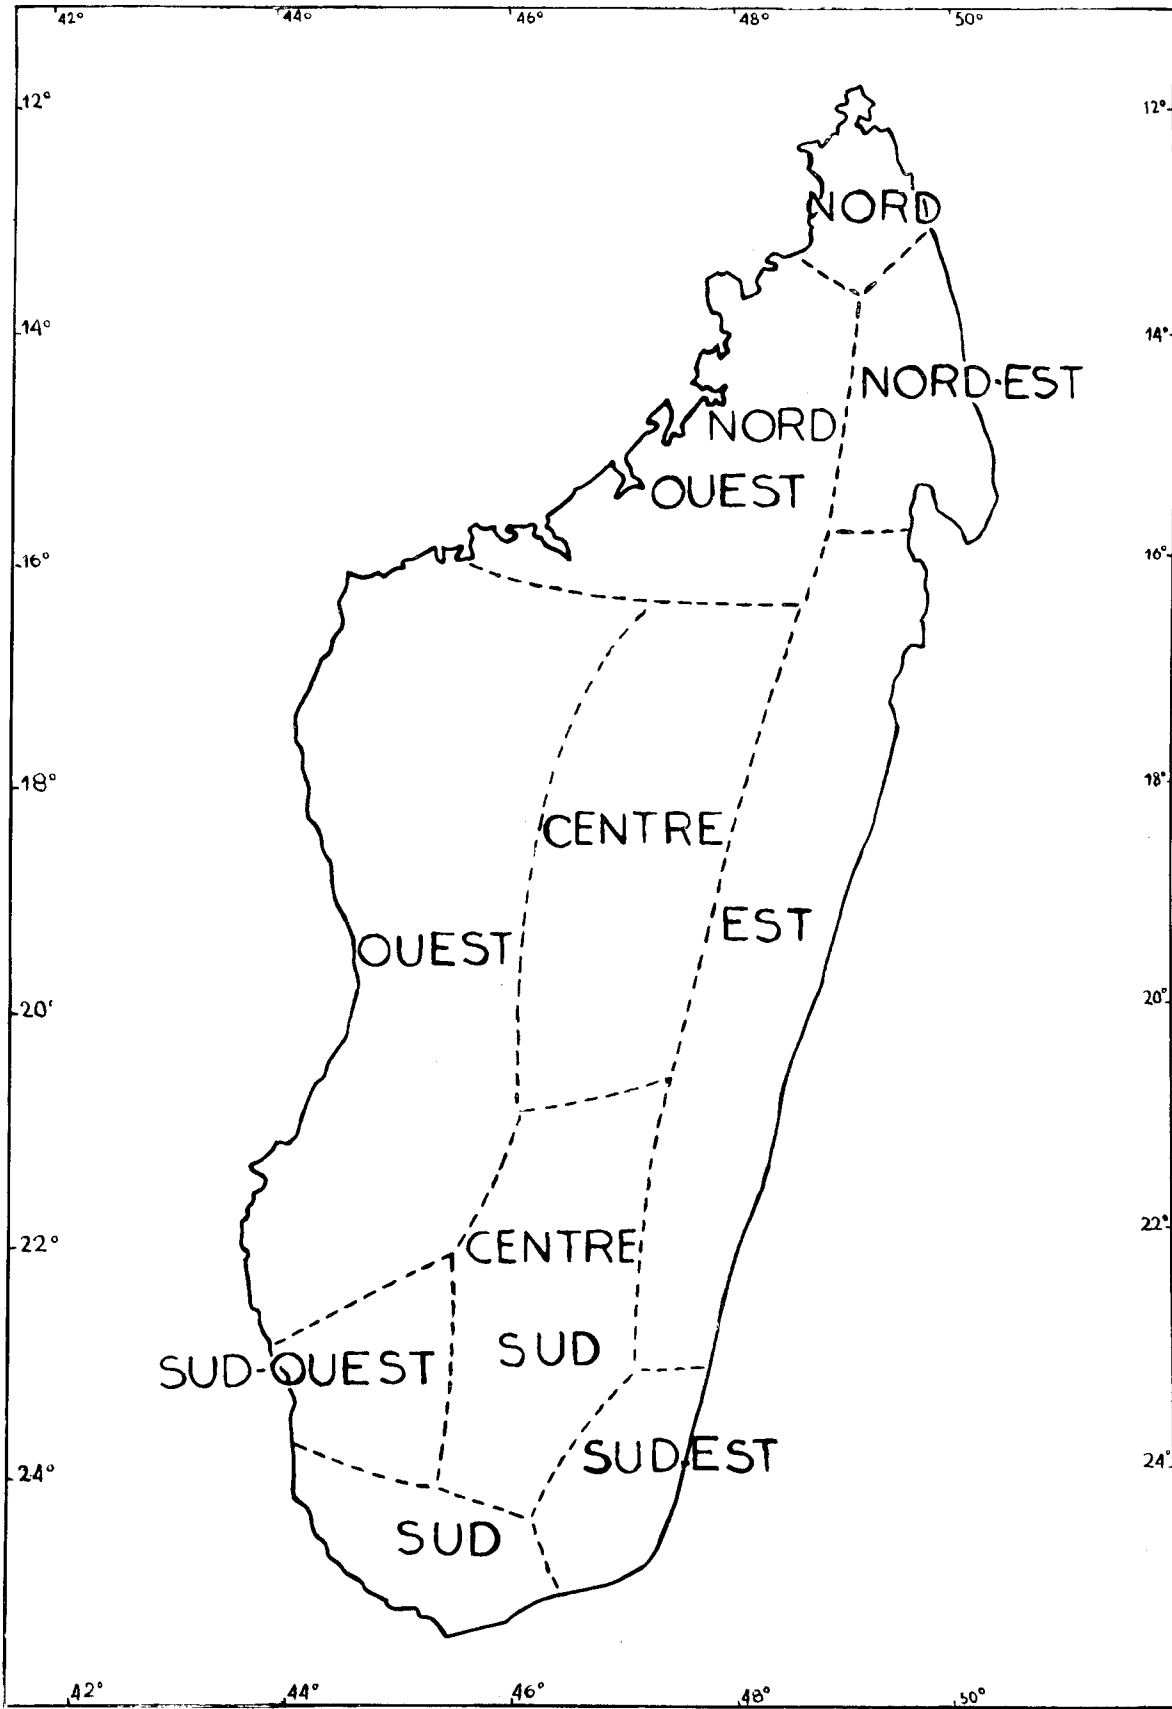 42° 44° 46° 48° 50°
12° 12°
NORD
14° 14°
NORD-EST
NORD
OUEST
16° 16°
18° 18°
CENTRE
EST
OUEST
20' 20°
22° 22°
CENTRE
SUD
SUD-OUEST
SUD.EST
24° 24°
SUD
42° 44° 46° 48° 50°